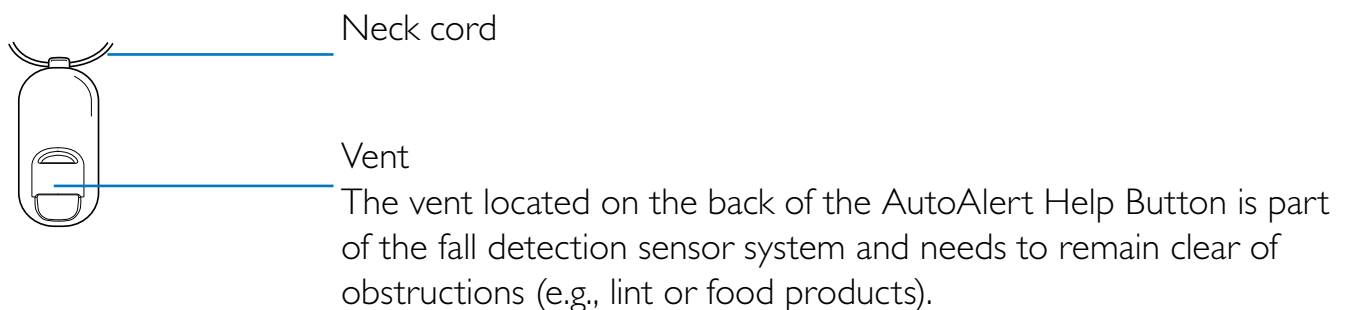 Neck cord
Vent
The vent located on the back of the AutoAlert Help Button is part
of the fall detection sensor system and needs to remain clear of
obstructions (e.g., lint or food products).